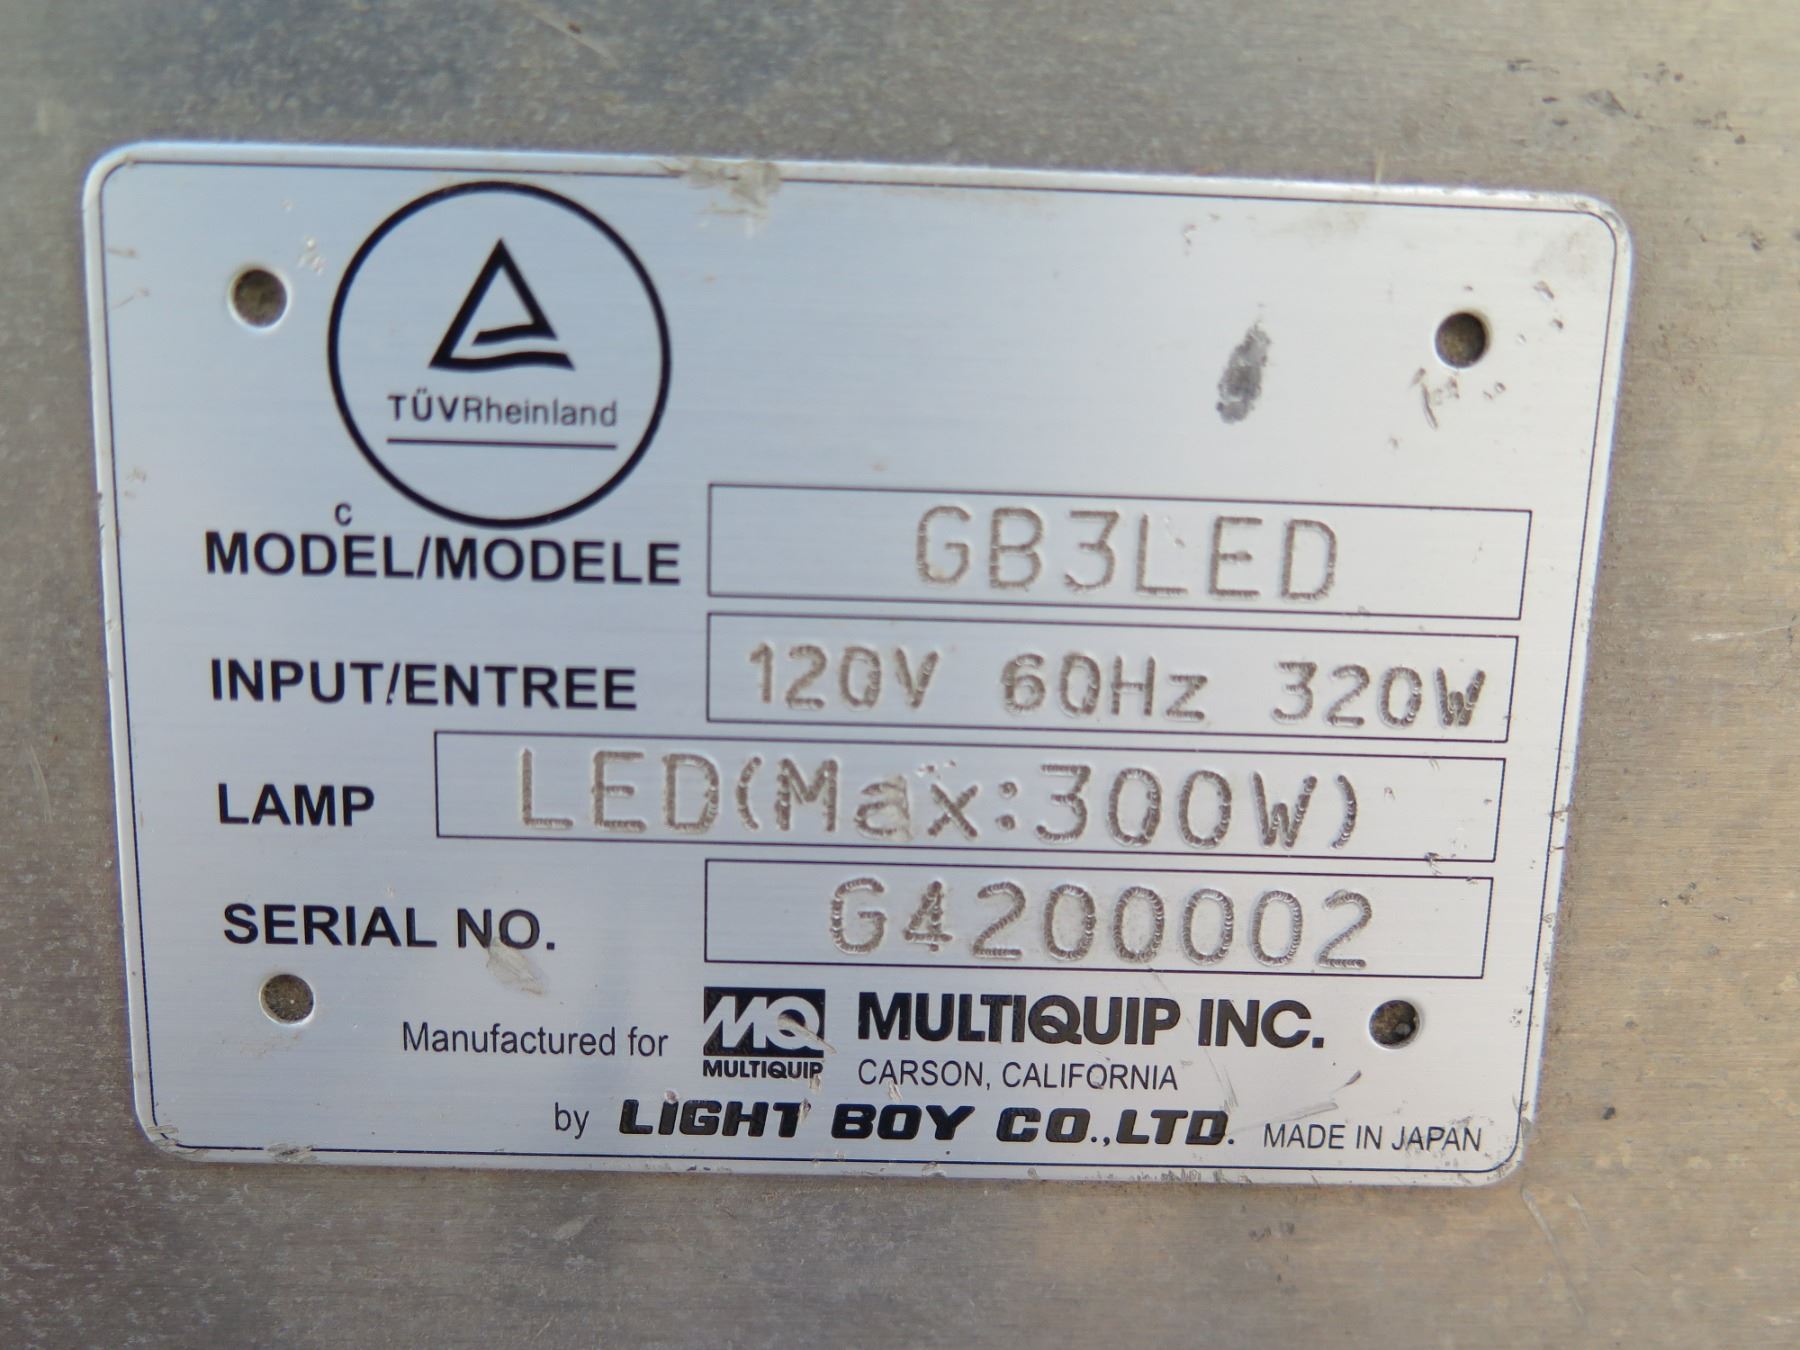 TÜVRheinland
C
MODEL/MODELE GB3LED
INPUT/ENTREE 120V 60Hz 320W
LAMP LED(Max:300W)
SERIAL NO. G4200002
Manufactured for MQ MULTIQUIP MULTIQUIP INC.
CARSON, CALIFORNIA
by LIGHT BOY CO.,LTD. MADE IN JAPAN